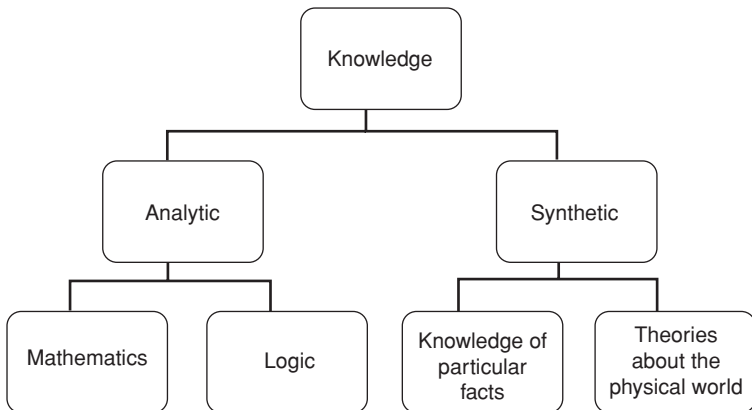 Knowledge
Analytic
Synthetic
Mathematics
Logic
Knowledge of
particular
facts
Theories
about the
physical world